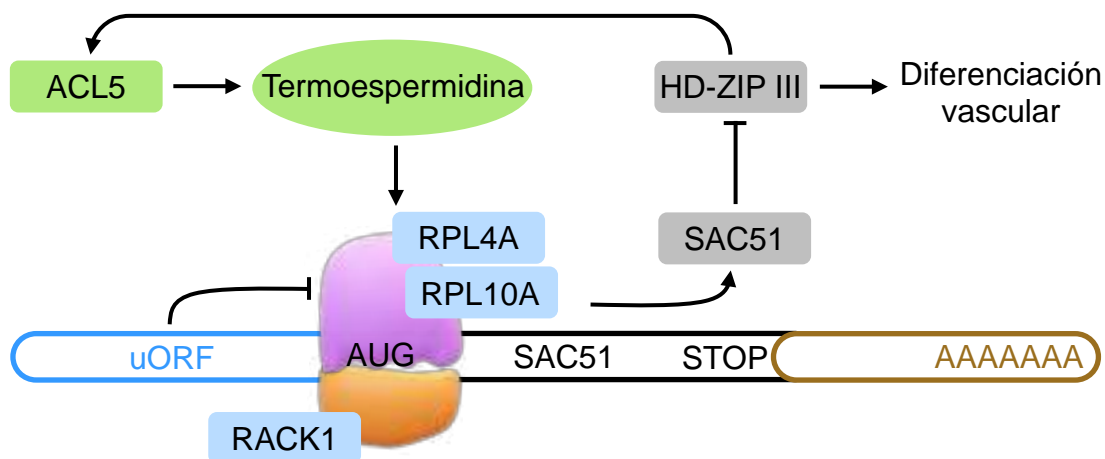 ACL5
Termoespermidina
HD-ZIP III
Diferenciación
vascular
RPL4A
SAC51
RPL10A
uORF
AUG
SAC51
STOP
AAAAAAA
RACK1